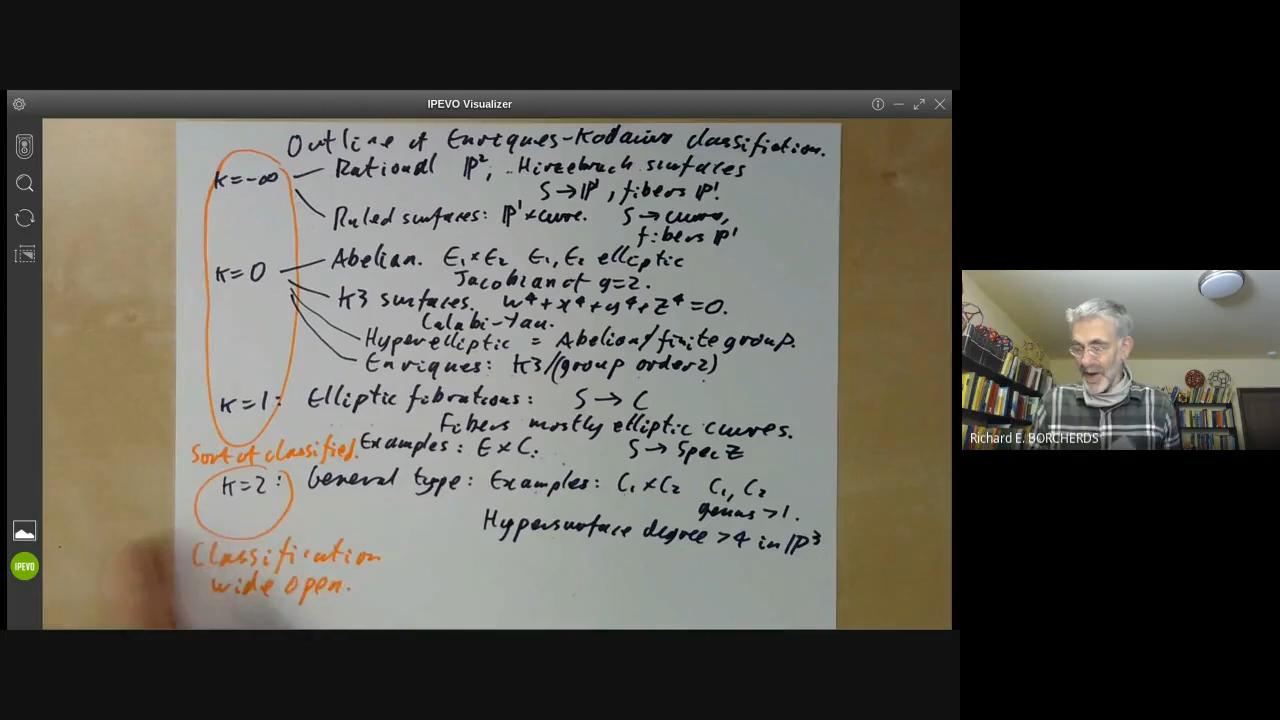 IPEVO Visualizer
Outline of Enriques-Kodaira classifiction.
κ=-∞ Rational ℙ², Hirzebruch surfaces
S→ℙ¹, fibers ℙ¹.
Ruled surfaces: ℙ¹×curve. S→curve,
fibers ℙ¹
κ=0 Abelian. E₁×E₂ E₁, E₂ elliptic
Jacobian of g=2.
K3 surfaces. w⁴+x⁴+y⁴+z⁴=0.
Calabi-Yau.
Hyperelliptic = Abelian/finite group.
Enriques: K3/(group order 2)
κ=1: Elliptic fibrations: S→C
Fibers mostly elliptic curves.
Sort of classified. Examples: E×C. S→Spec ℤ
κ=2: General type: Examples: C₁×C₂ C₁, C₂
genus >1.
Hypersurface degree >4 in ℙ³
Classification
wide open.
IPEVO
Richard E. BORCHERDS